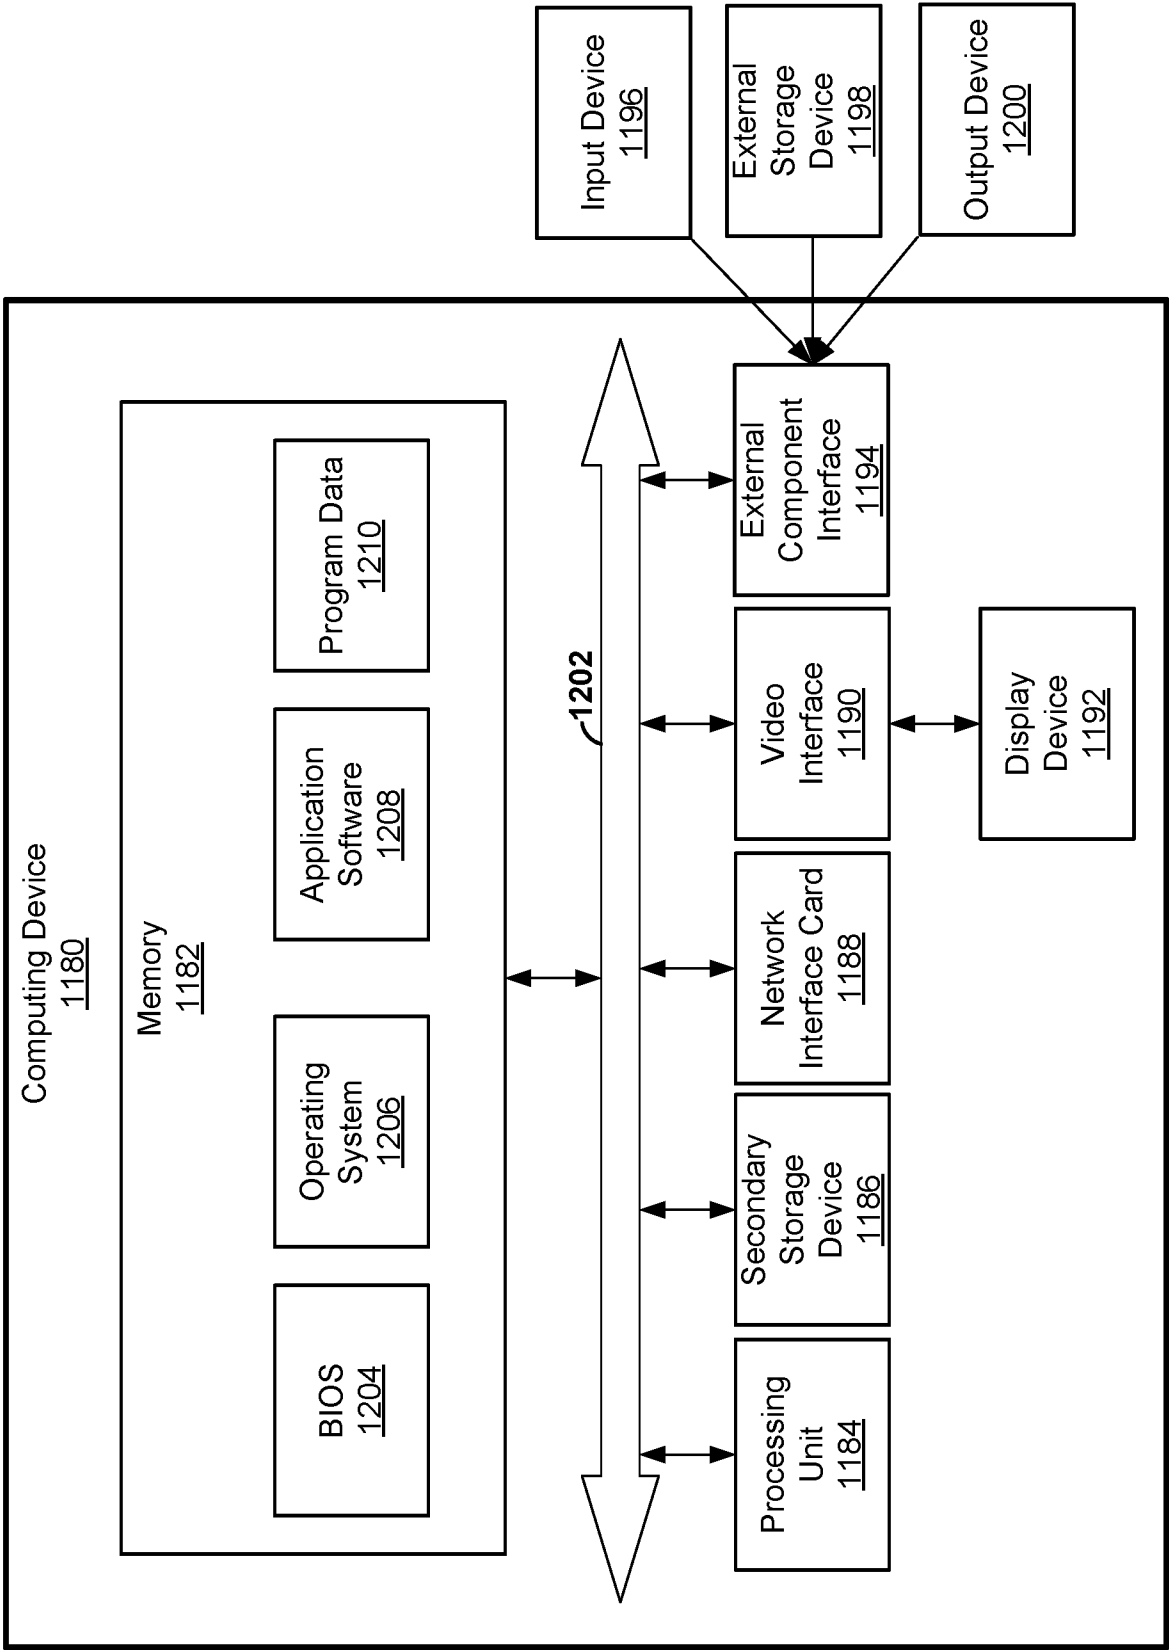 Computing Device
1180
Memory
1182
BIOS
1204
Operating
System
1206
Application
Software
1208
Program Data
1210
1202
Processing
Unit
1184
Secondary
Storage
Device
1186
Network
Interface Card
1188
Video
Interface
1190
External
Component
Interface
1194
Display
Device
1192
Input Device
1196
External
Storage
Device
1198
Output Device
1200